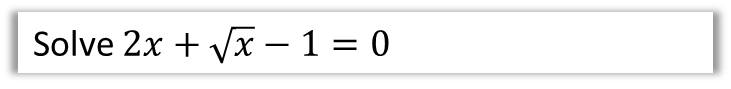 Solve 2𝑥 + √𝑥 − 1 = 0